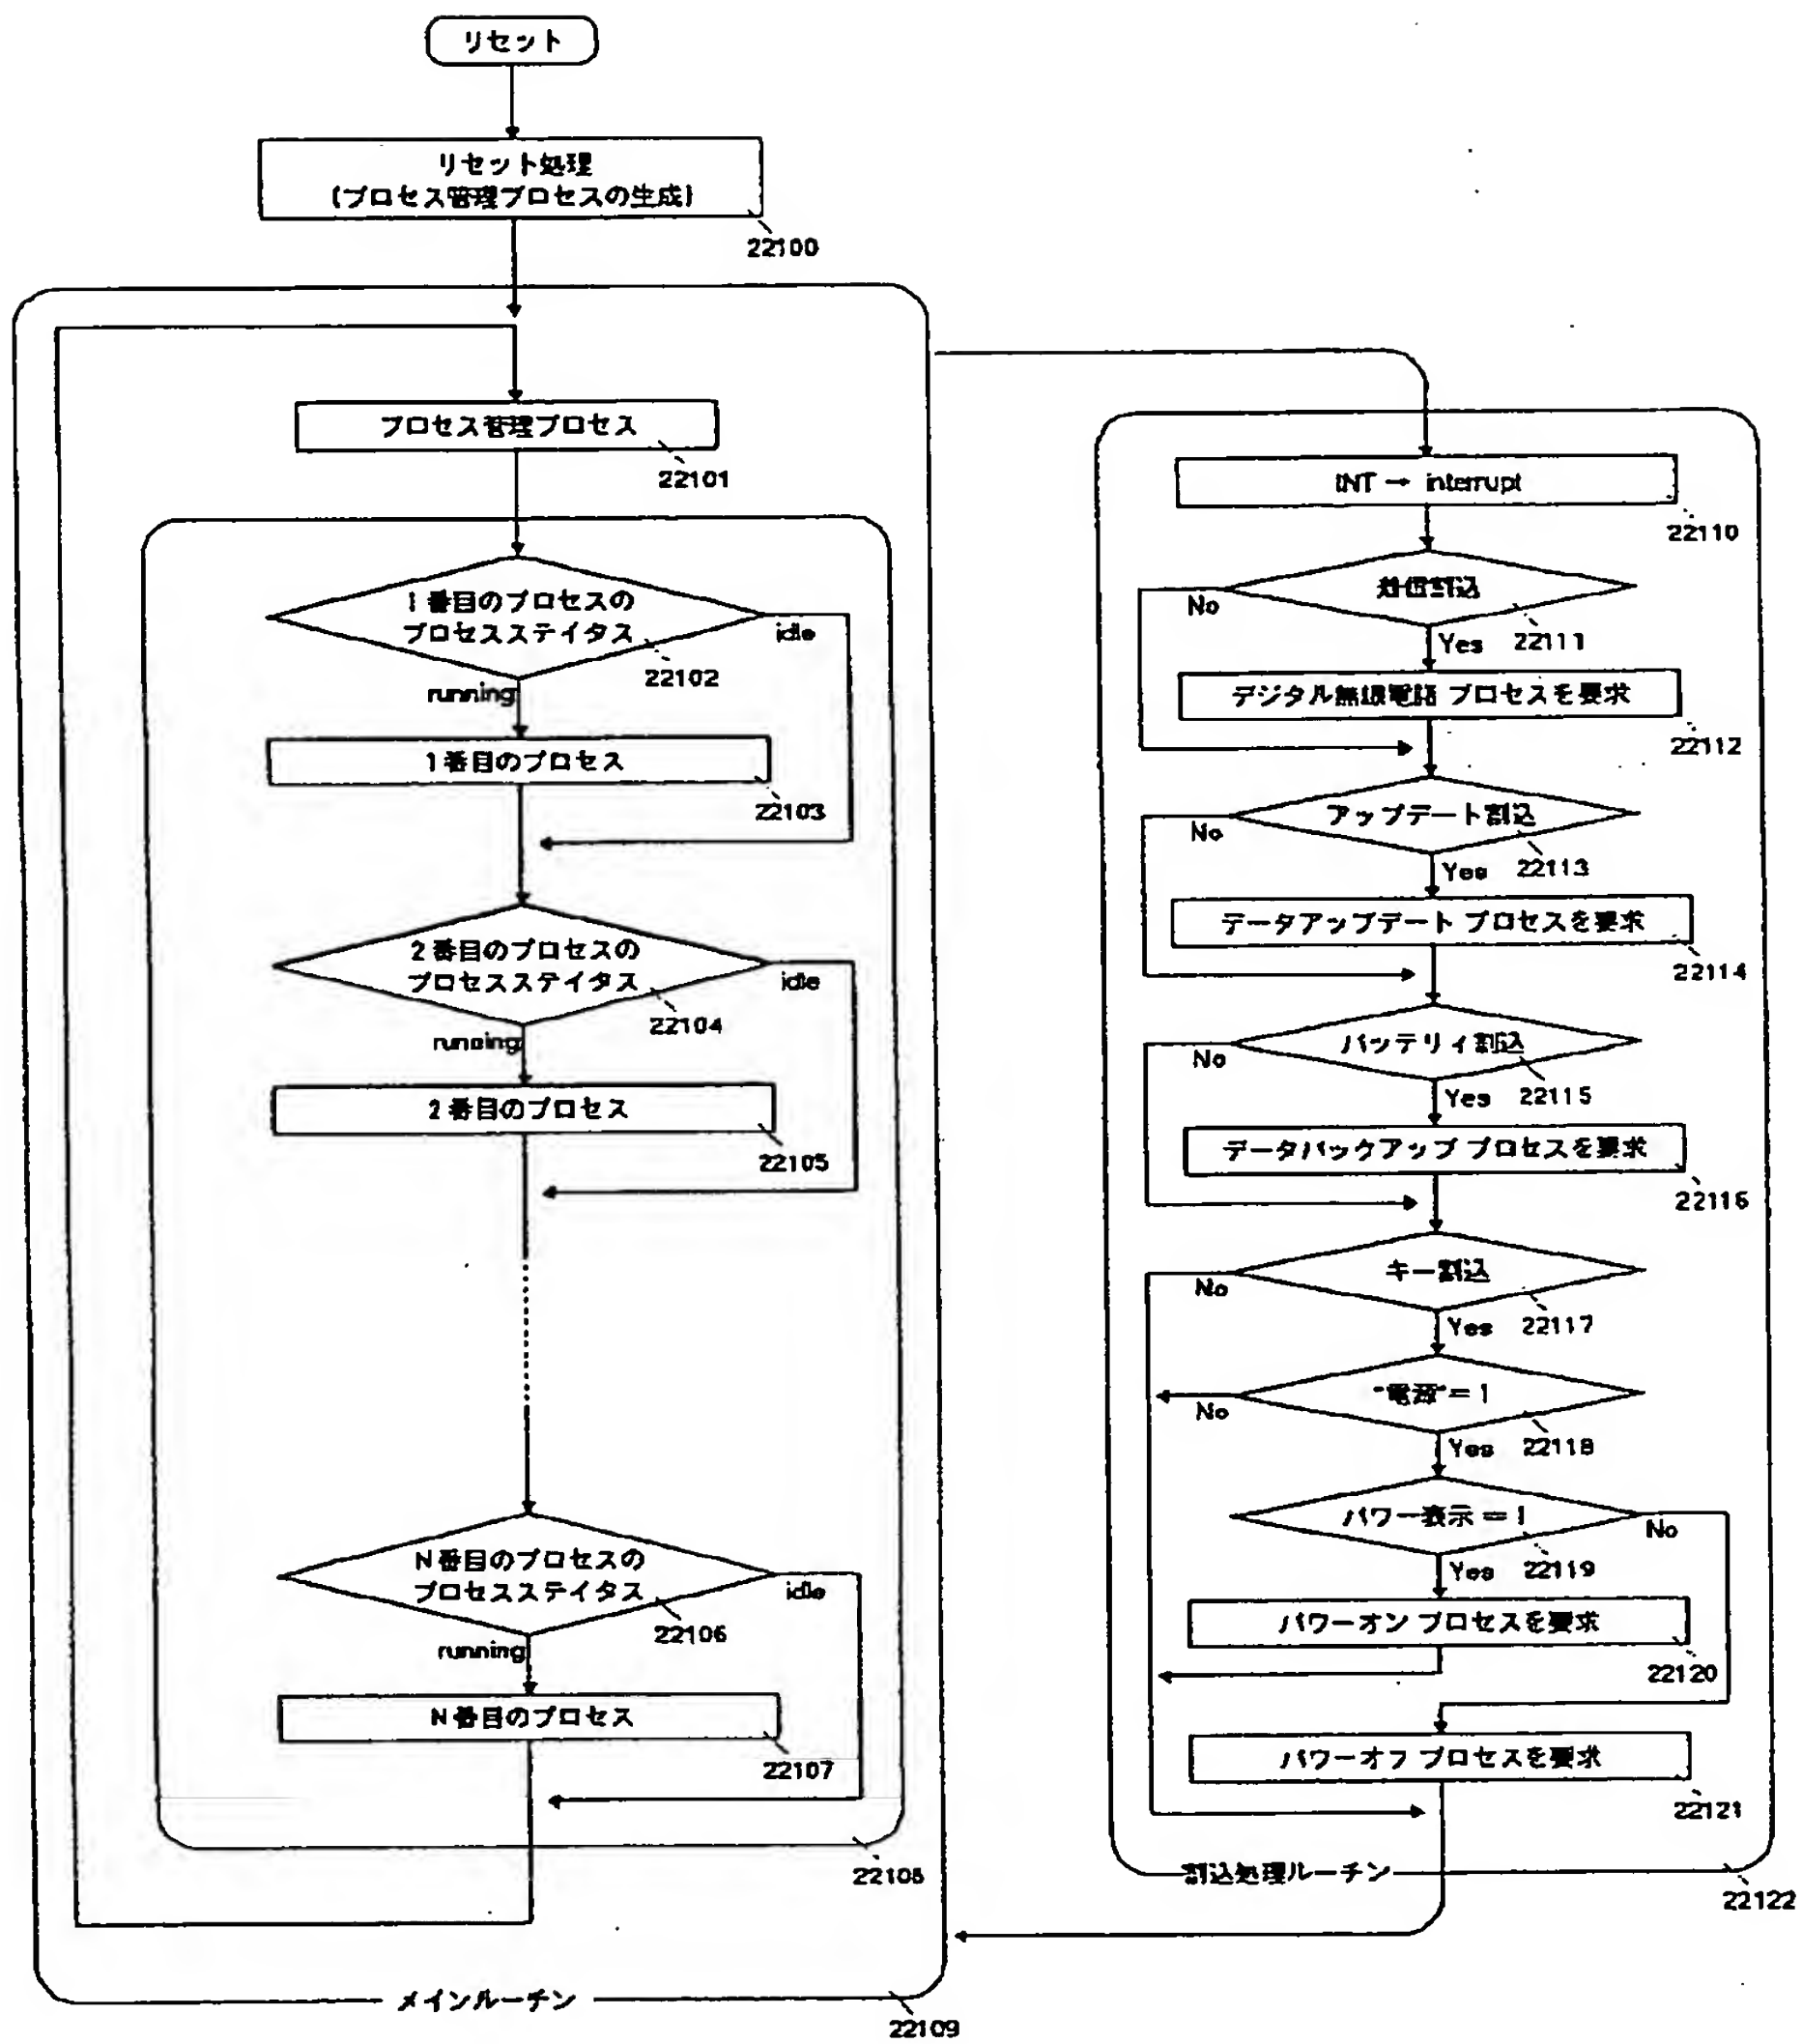 リセット
リセット処理
(プロセス管理プロセスの生成)
22100
プロセス管理プロセス
22101
1番目のプロセスの
プロセスステイタス
idle
22102
running
1番目のプロセス
22103
2番目のプロセスの
プロセスステイタス
idle
22104
running
2番目のプロセス
22105
N番目のプロセスの
プロセスステイタス
idle
22106
running
N番目のプロセス
22107
22108
メインルーチン
22109
INT → interrupt
22110
割込
No
22111
Yes
デジタル無線電話 プロセスを要求
22112
アップデート割込
No
22113
Yes
データアップデート プロセスを要求
22114
バッテリィ割込
No
22115
Yes
データバックアップ プロセスを要求
22116
キー割込
No
Yes
22117
"電源"=1
No
Yes
22118
パワー表示=1
No
Yes
22119
パワーオン プロセスを要求
22120
パワーオフ プロセスを要求
22121
割込処理ルーチン
22122